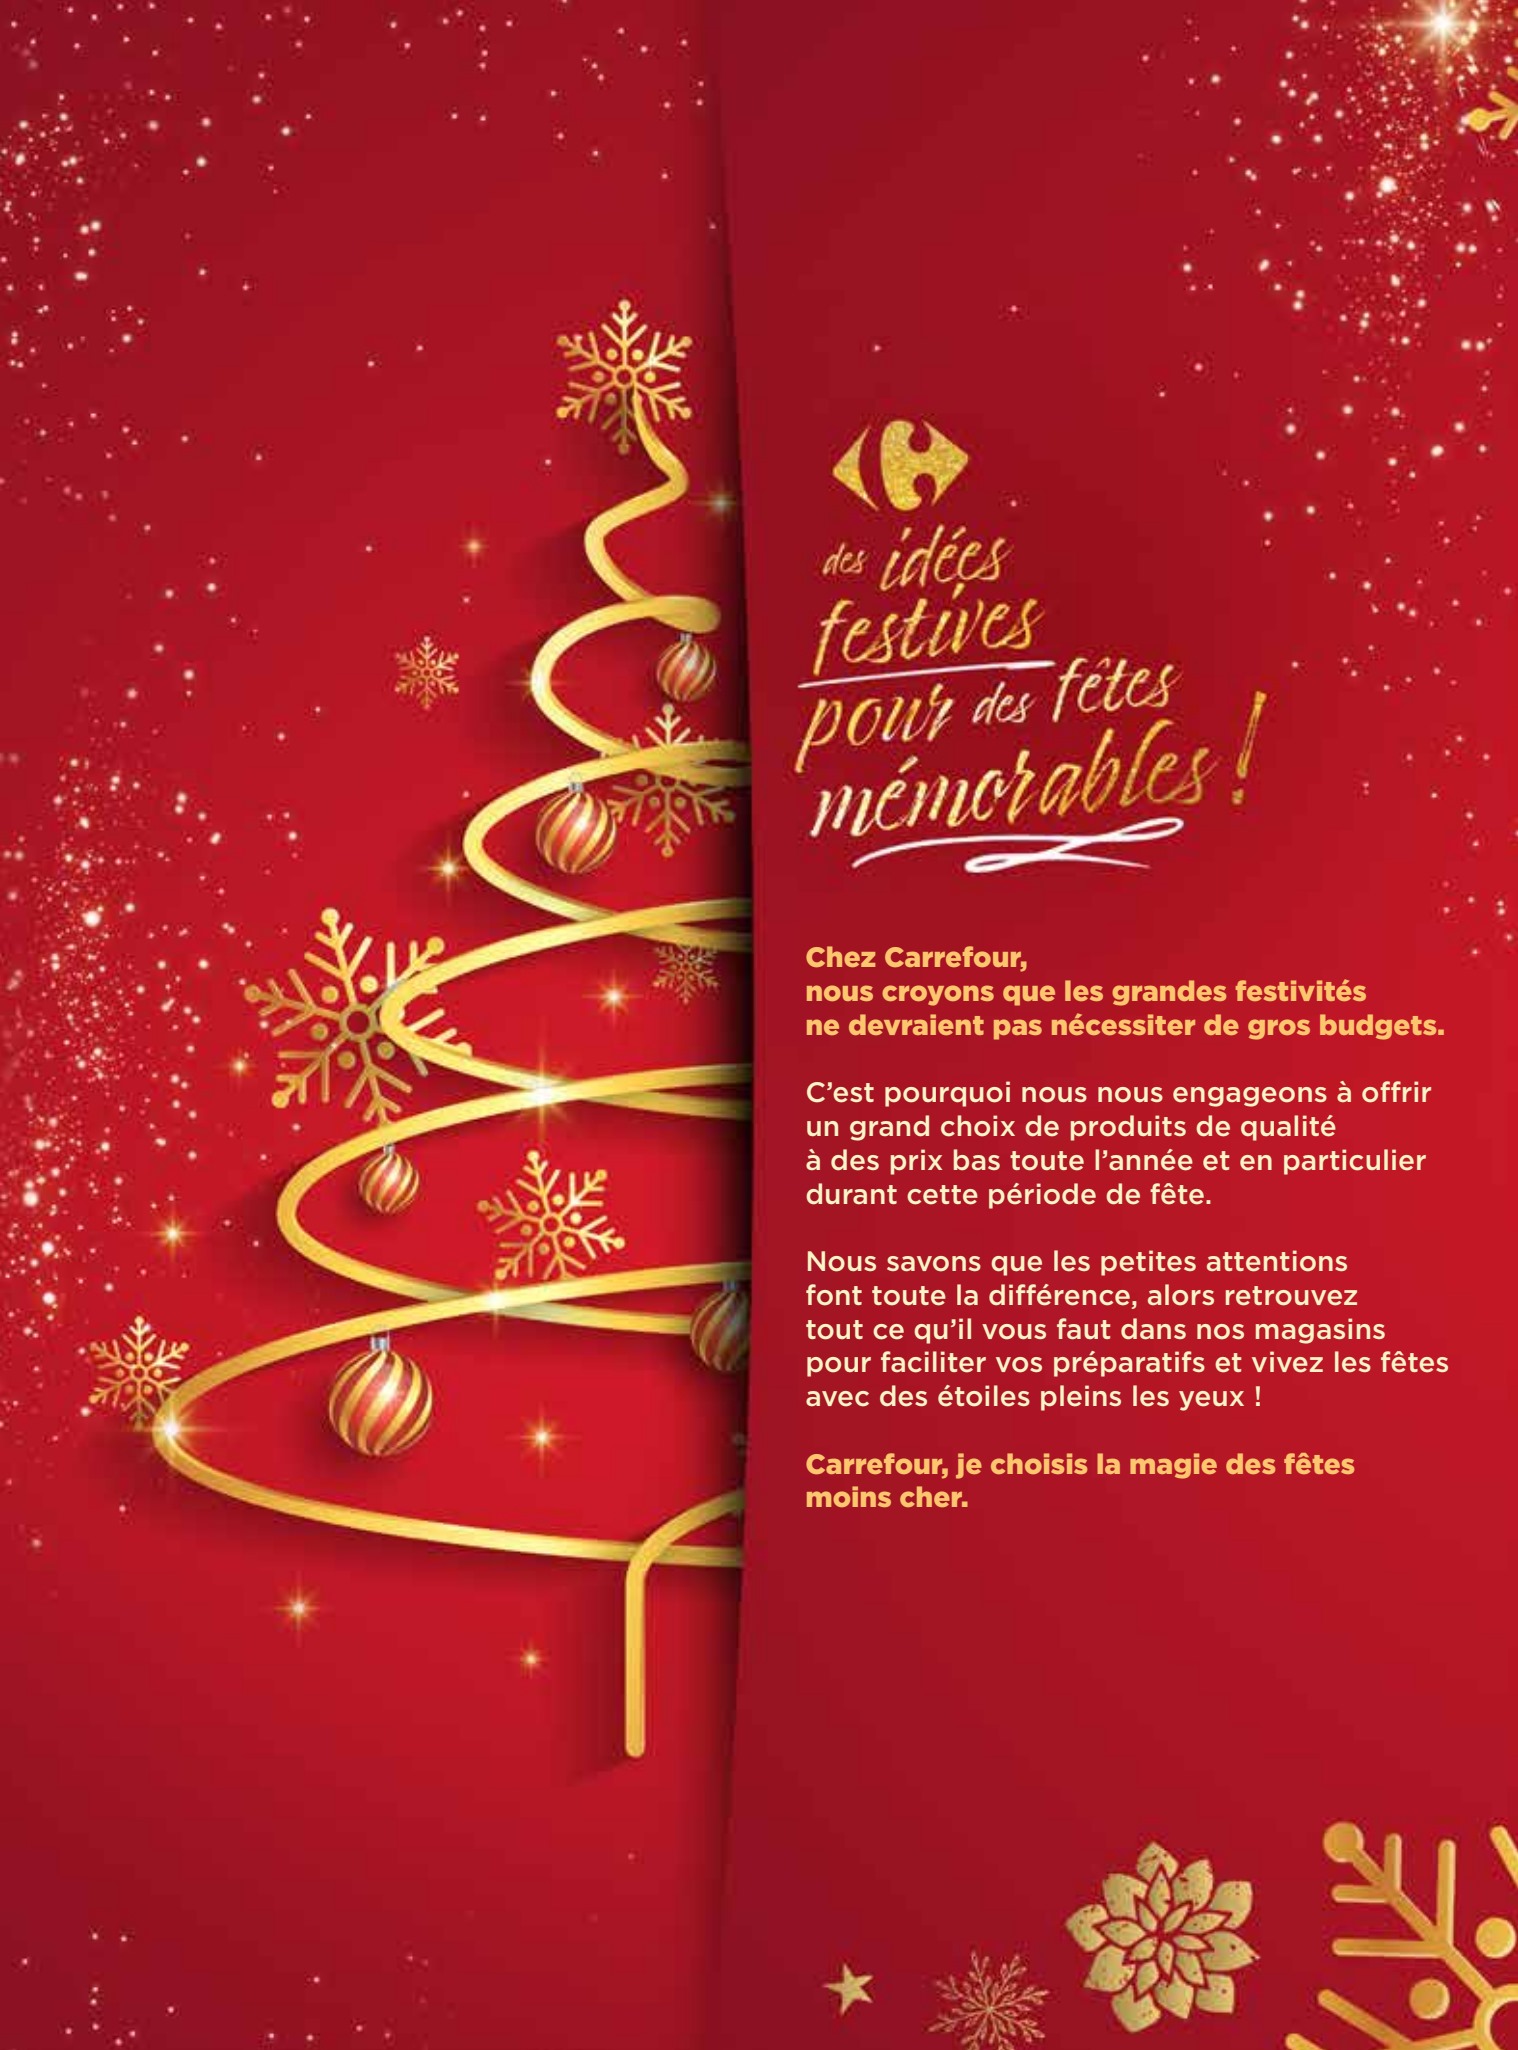 des idées
festives
pour des fêtes
mémorables !
Chez Carrefour,
nous croyons que les grandes festivités
ne devraient pas nécessiter de gros budgets.
C’est pourquoi nous nous engageons à offrir
un grand choix de produits de qualité
à des prix bas toute l’année et en particulier
durant cette période de fête.
Nous savons que les petites attentions
font toute la différence, alors retrouvez
tout ce qu’il vous faut dans nos magasins
pour faciliter vos préparatifs et vivez les fêtes
avec des étoiles pleins les yeux !
Carrefour, je choisis la magie des fêtes
moins cher.